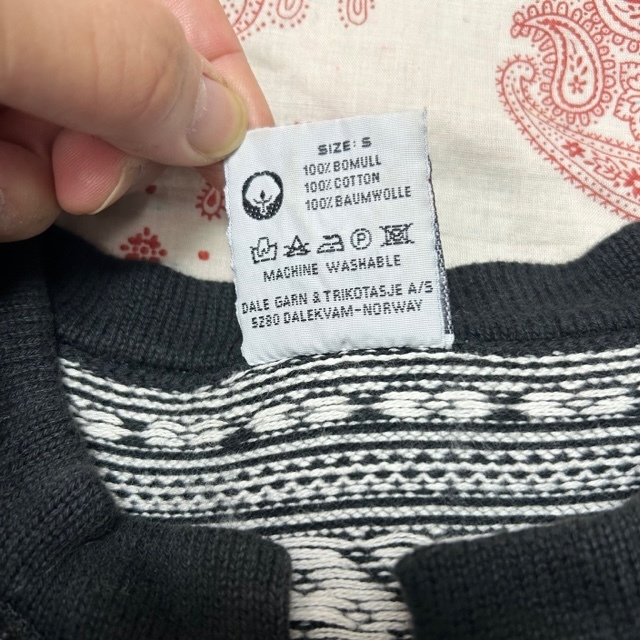 SIZE: S
100% BOMULL
100% COTTON
100% BAUMWOLLE
P
MACHINE WASHABLE
DALE GARN & TRIKOTASJE A/S
5280 DALEKVAM-NORWAY